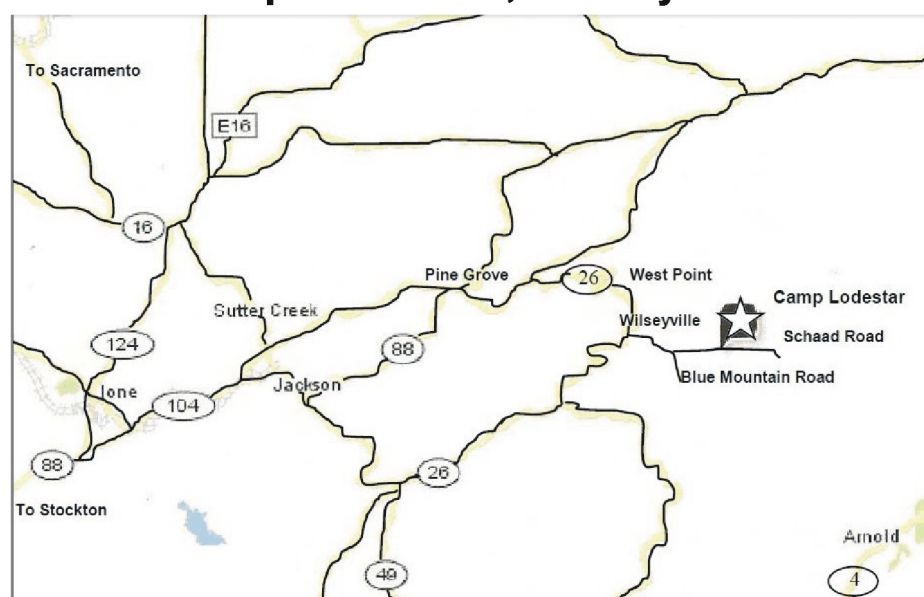 To Sacramento
E16
16
Pine Grove
26
West Point
Camp Lodestar
Sutter Creek
Wilseyville
Schaad Road
124
88
Jackson
Blue Mountain Road
Ione
104
88
26
To Stockton
Arnold
49
4